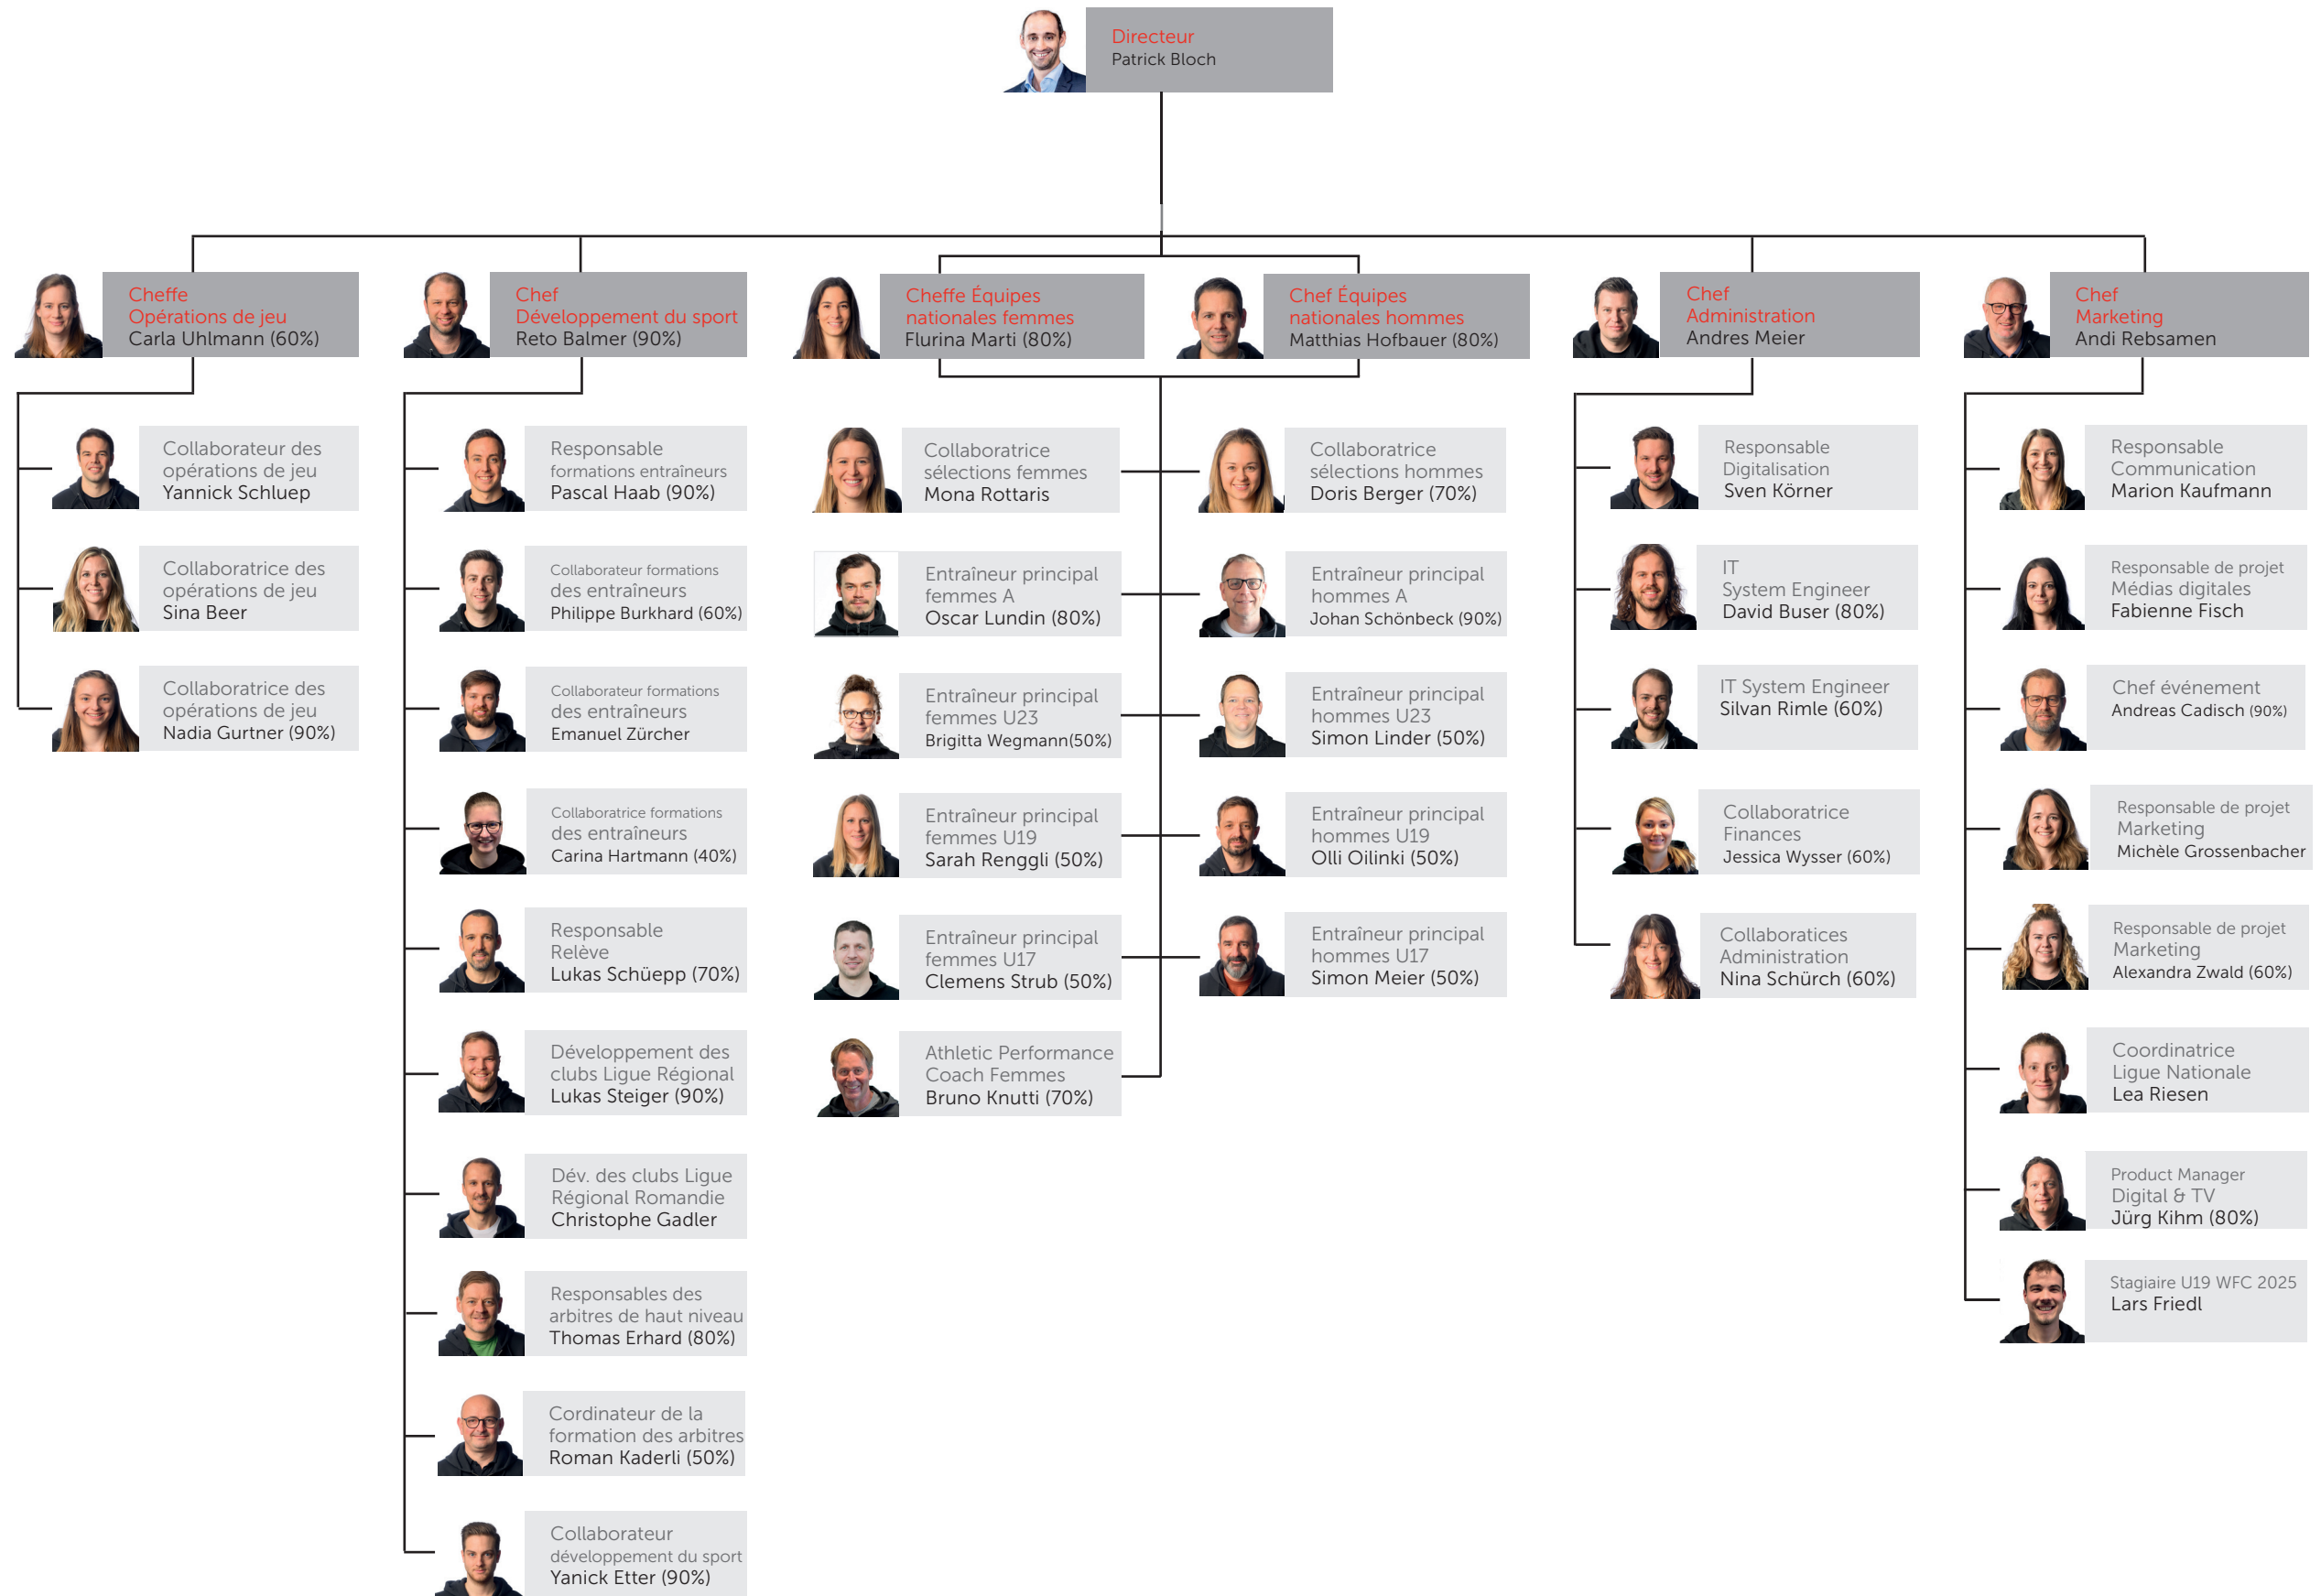 Directeur
Patrick Bloch
Cheffe
Opérations de jeu
Carla Uhlmann (60%)
Chef
Développement du sport
Reto Balmer (90%)
Cheffe Équipes
nationales femmes
Flurina Marti (80%)
Chef Équipes
nationales hommes
Matthias Hofbauer (80%)
Chef
Administration
Andres Meier
Chef
Marketing
Andi Rebsamen
Collaborateur des
opérations de jeu
Yannick Schluep
Collaboratrice des
opérations de jeu
Sina Beer
Collaboratrice des
opérations de jeu
Nadia Gurtner (90%)
Responsable
formations entraîneurs
Pascal Haab (90%)
Collaborateur formations
des entraîneurs
Philippe Burkhard (60%)
Collaborateur formations
des entraîneurs
Emanuel Zürcher
Collaboratrice formations
des entraîneurs
Carina Hartmann (40%)
Responsable
Relève
Lukas Schüepp (70%)
Développement des
clubs Ligue Régional
Lukas Steiger (90%)
Dév. des clubs Ligue
Régional Romandie
Christophe Gadler
Responsables des
arbitres de haut niveau
Thomas Erhard (80%)
Cordinateur de la
formation des arbitres
Roman Kaderli (50%)
Collaborateur
développement du sport
Yanick Etter (90%)
Collaboratrice
sélections femmes
Mona Rottaris
Entraîneur principal
femmes A
Oscar Lundin (80%)
Entraîneur principal
femmes U23
Brigitta Wegmann(50%)
Entraîneur principal
femmes U19
Sarah Renggli (50%)
Entraîneur principal
femmes U17
Clemens Strub (50%)
Athletic Performance
Coach Femmes
Bruno Knutti (70%)
Collaboratrice
sélections hommes
Doris Berger (70%)
Entraîneur principal
hommes A
Johan Schönbeck (90%)
Entraîneur principal
hommes U23
Simon Linder (50%)
Entraîneur principal
hommes U19
Olli Oilinki (50%)
Entraîneur principal
hommes U17
Simon Meier (50%)
Responsable
Digitalisation
Sven Körner
IT
System Engineer
David Buser (80%)
IT System Engineer
Silvan Rimle (60%)
Collaboratrice
Finances
Jessica Wysser (60%)
Collaboratices
Administration
Nina Schürch (60%)
Responsable
Communication
Marion Kaufmann
Responsable de projet
Médias digitales
Fabienne Fisch
Chef événement
Andreas Cadisch (90%)
Responsable de projet
Marketing
Michèle Grossenbacher
Responsable de projet
Marketing
Alexandra Zwald (60%)
Coordinatrice
Ligue Nationale
Lea Riesen
Product Manager
Digital & TV
Jürg Kihm (80%)
Stagiaire U19 WFC 2025
Lars Friedl